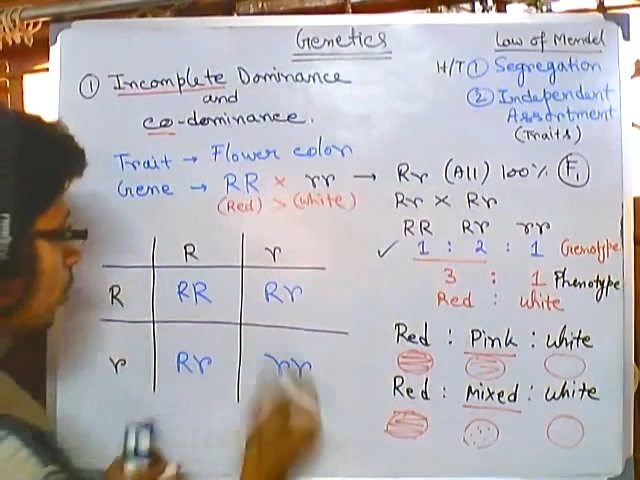 Genetics
Law of Mendel
H/T ① Segregation
② Independent
Assortment
(Traits)
① Incomplete Dominance
and
co-dominance.
Trait → Flower color
Gene → RR × rr → Rr (All) 100% F1
(Red) > (white)
Rr × Rr
RR Rr rr
✓ 1 : 2 : 1 Genotype
3 : 1 Phenotype
Red : white
Red : Pink : white
Red : Mixed : white
R r
R RR Rr
r Rr rr